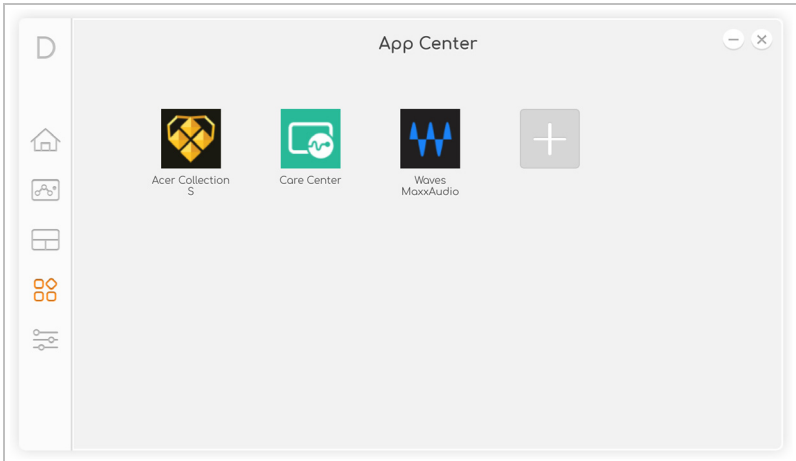 D
App Center
Acer Collection
S
Care Center
Waves
MaxxAudio